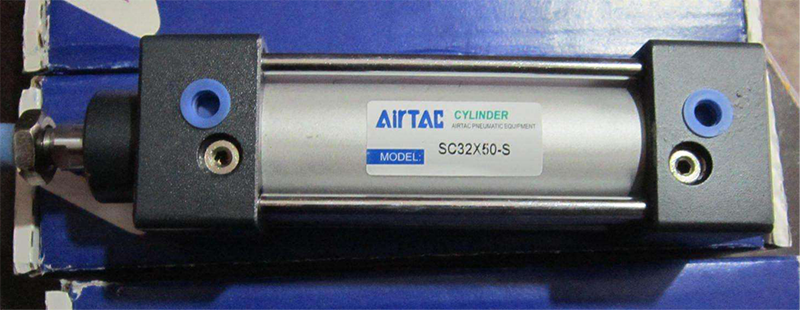 AirTAC CYLINDER
AIRTAC PNEUMATIC EQUIPMENT
MODEL: SC32X50-S